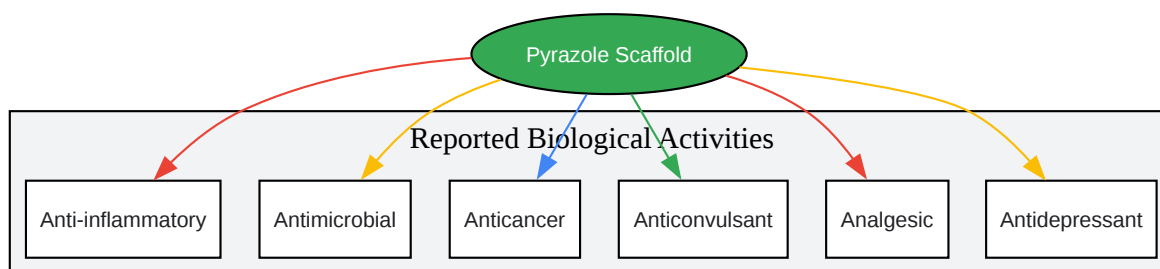 Pyrazole Scaffold
Reported Biological Activities
Anti-inflammatory
Antimicrobial
Anticancer
Anticonvulsant
Analgesic
Antidepressant